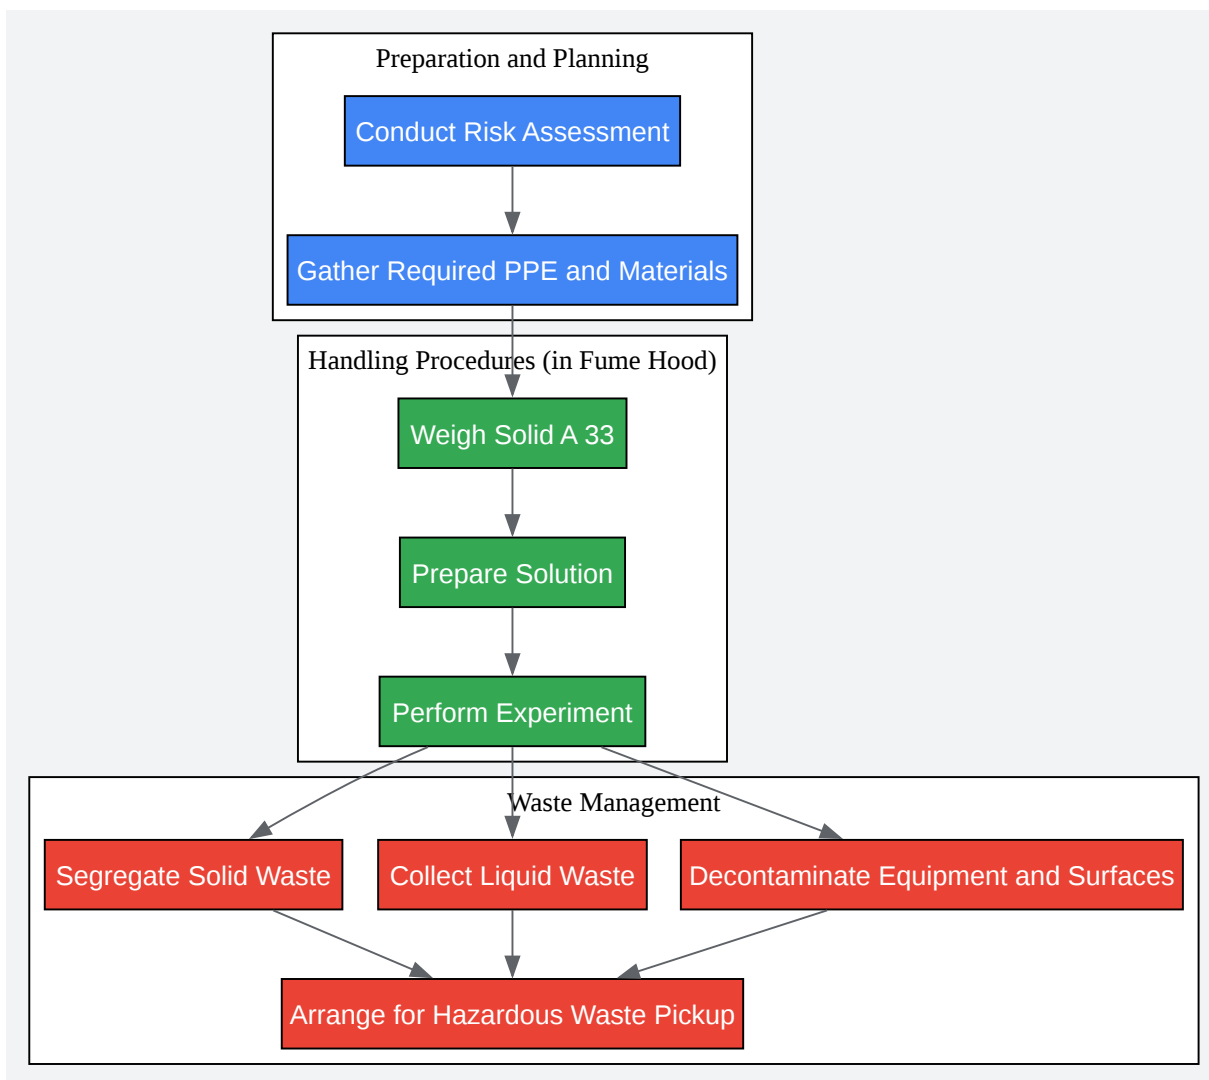 Preparation and Planning
Conduct Risk Assessment
Gather Required PPE and Materials
Handling Procedures (in Fume Hood)
Weigh Solid A 33
Prepare Solution
Perform Experiment
Waste Management
Segregate Solid Waste
Collect Liquid Waste
Decontaminate Equipment and Surfaces
Arrange for Hazardous Waste Pickup